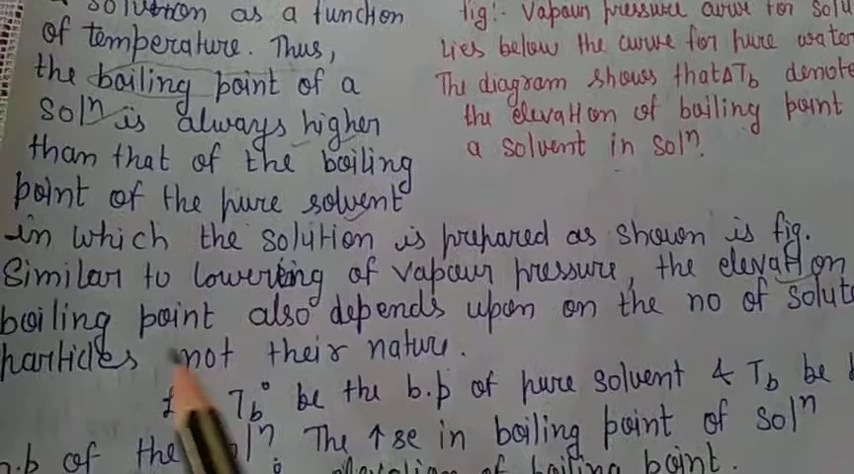 solution as a function
of temperature. Thus,
the boiling point of a
solⁿ is always higher
than that of the boiling
point of the pure solvent
fig:- Vapour pressure curve for solu
lies below the curve for pure water
The diagram shows that ΔTb denote
the elevation of boiling point
a solvent in solⁿ.
in which the solution is prepared as shown is fig.
Similar to lowering of vapour pressure, the elevation
boiling point also depends upon on the no of solute
particles not their nature.
Tb° be the b.p of pure solvent & Tb be
b.p of the solⁿ. The ↑se in boiling point of solⁿ
elevation of boiling point.